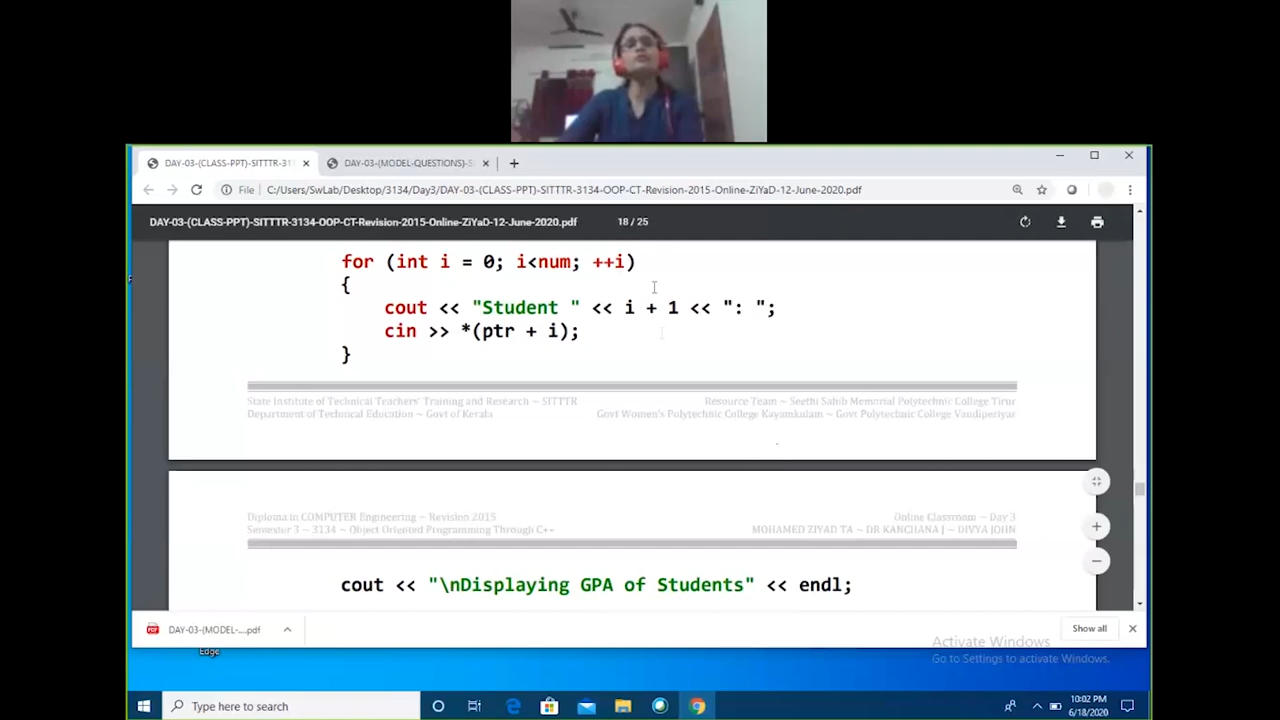 DAY-03-(CLASS-PPT)-SITTTR-31
DAY-03-(MODEL-QUESTIONS)-S
File
C:/Users/SwLab/Desktop/3134/Day3/DAY-03-(CLASS-PPT)-SITTTR-3134-OOP-CT-Revision-2015-Online-ZiYaD-12-June-2020.pdf
DAY-03-(CLASS-PPT)-SITTTR-3134-OOP-CT-Revision-2015-Online-ZiYaD-12-June-2020.pdf
18 / 25
for (int i = 0; i<num; ++i)
{
cout << "Student " << i + 1 << ": ";
cin >> *(ptr + i);
}
State Institute of Technical Teachers' Training and Research ~ SITTTR
Resource Team ~ Seethi Sahib Memorial Polytechnic College Tirur
Department of Technical Education ~ Govt of Kerala
Govt Women's Polytechnic College Kayamkulam ~ Govt Polytechnic College Vandiperiyar
Diploma in COMPUTER Engineering ~ Revision 2015
Online Classroom ~ Day 3
Semester 3 ~ 3134 ~ Object Oriented Programming Through C++
MOHAMED ZIYAD TA ~ DR KANCHANA J ~ DIVYA JOHN
cout << "\nDisplaying GPA of Students" << endl;
DAY-03-(MODEL-....pdf
Show all
Edge
Activate Windows
Go to Settings to activate Windows.
Type here to search
10:02 PM
6/18/2020